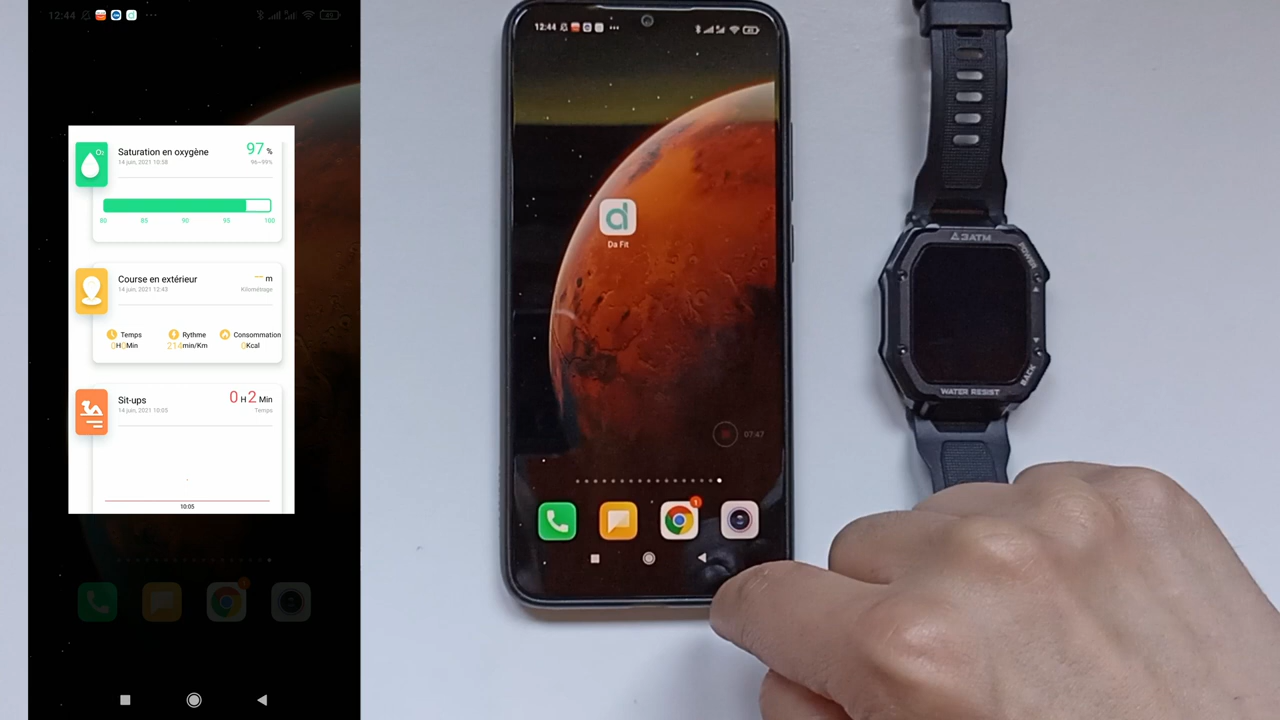 12:44
49
Saturation en oxygène
97 %
14 juin, 2021 10:58
96~99%
80 85 90 95 100
Course en extérieur
-- m
14 juin, 2021 12:43
Kilométrage
Temps
Rythme
Consommation
0H0Min
214min/Km
0Kcal
Sit-ups
0 H 2 Min
14 juin, 2021 10:05
Temps
10:05
12:44
49
Da Fit
07:47
1
3ATM
POWER
BACK
WATER RESIST